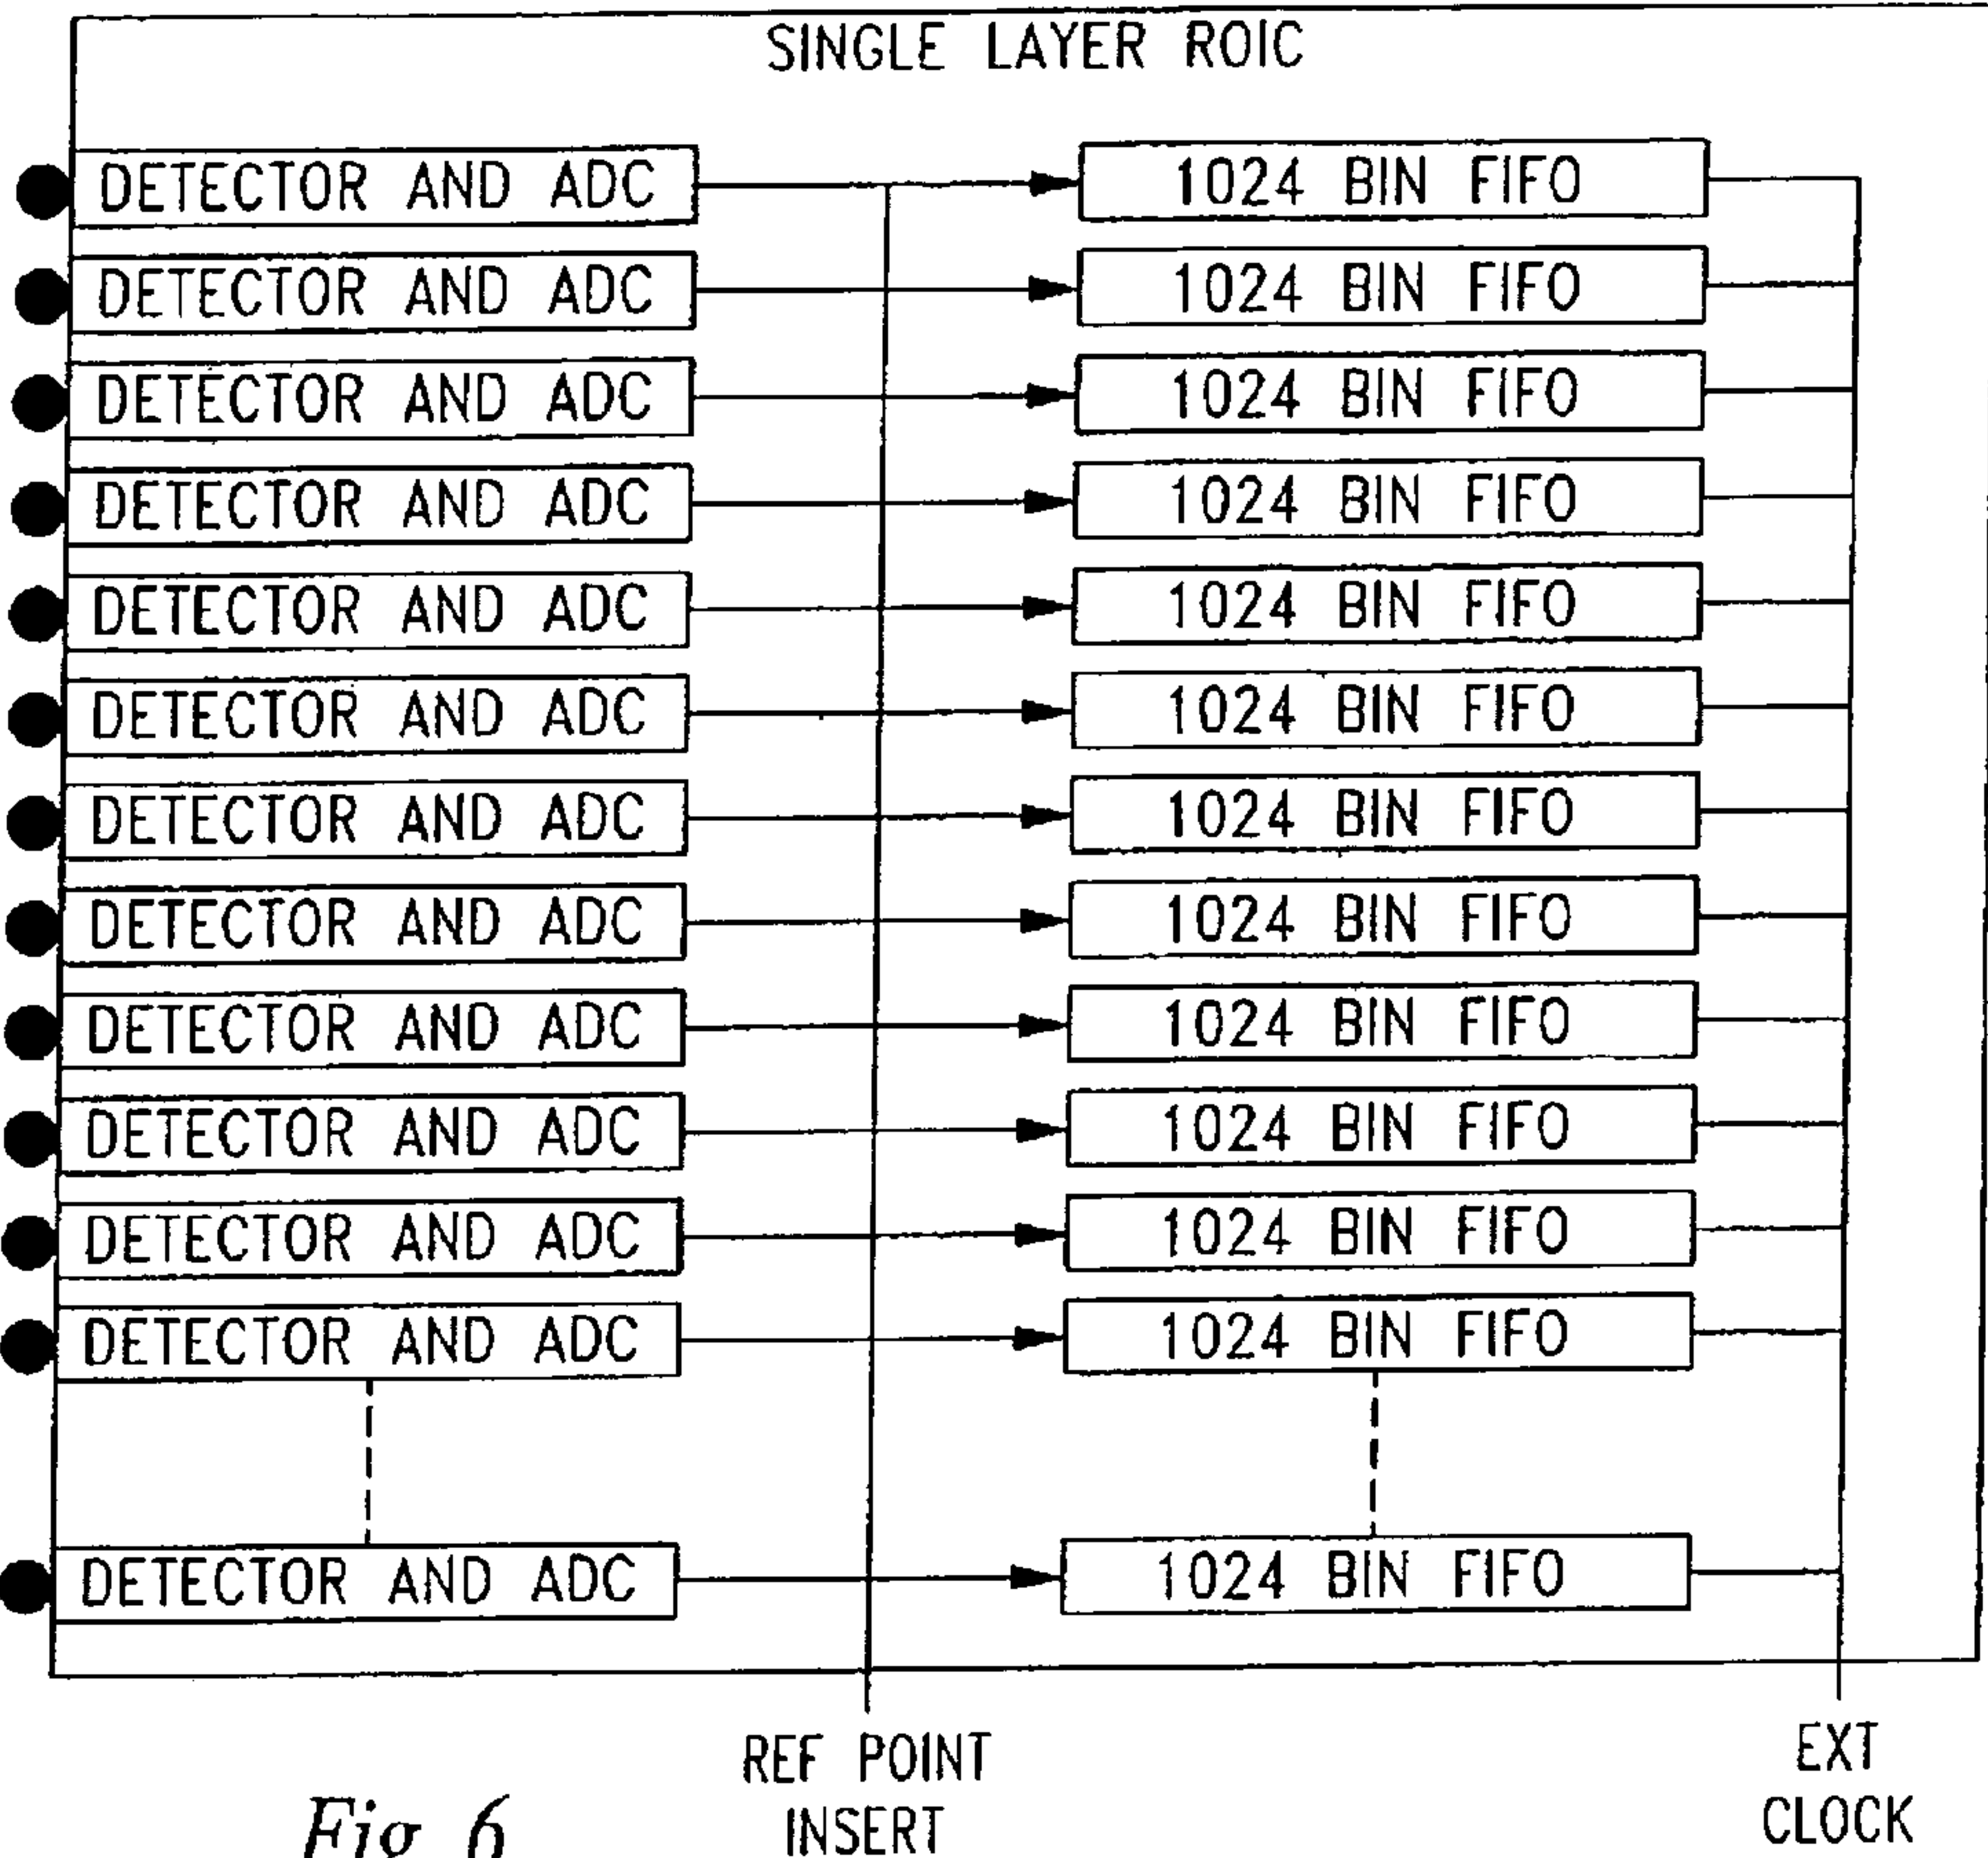 SINGLE LAYER ROIC
DETECTOR AND ADC 1024 BIN FIFO
DETECTOR AND ADC 1024 BIN FIFO
DETECTOR AND ADC 1024 BIN FIFO
DETECTOR AND ADC 1024 BIN FIFO
DETECTOR AND ADC 1024 BIN FIFO
DETECTOR AND ADC 1024 BIN FIFO
DETECTOR AND ADC 1024 BIN FIFO
DETECTOR AND ADC 1024 BIN FIFO
DETECTOR AND ADC 1024 BIN FIFO
DETECTOR AND ADC 1024 BIN FIFO
DETECTOR AND ADC 1024 BIN FIFO
DETECTOR AND ADC 1024 BIN FIFO
DETECTOR AND ADC 1024 BIN FIFO
REF POINT
INSERT
EXT
CLOCK
Fig 6